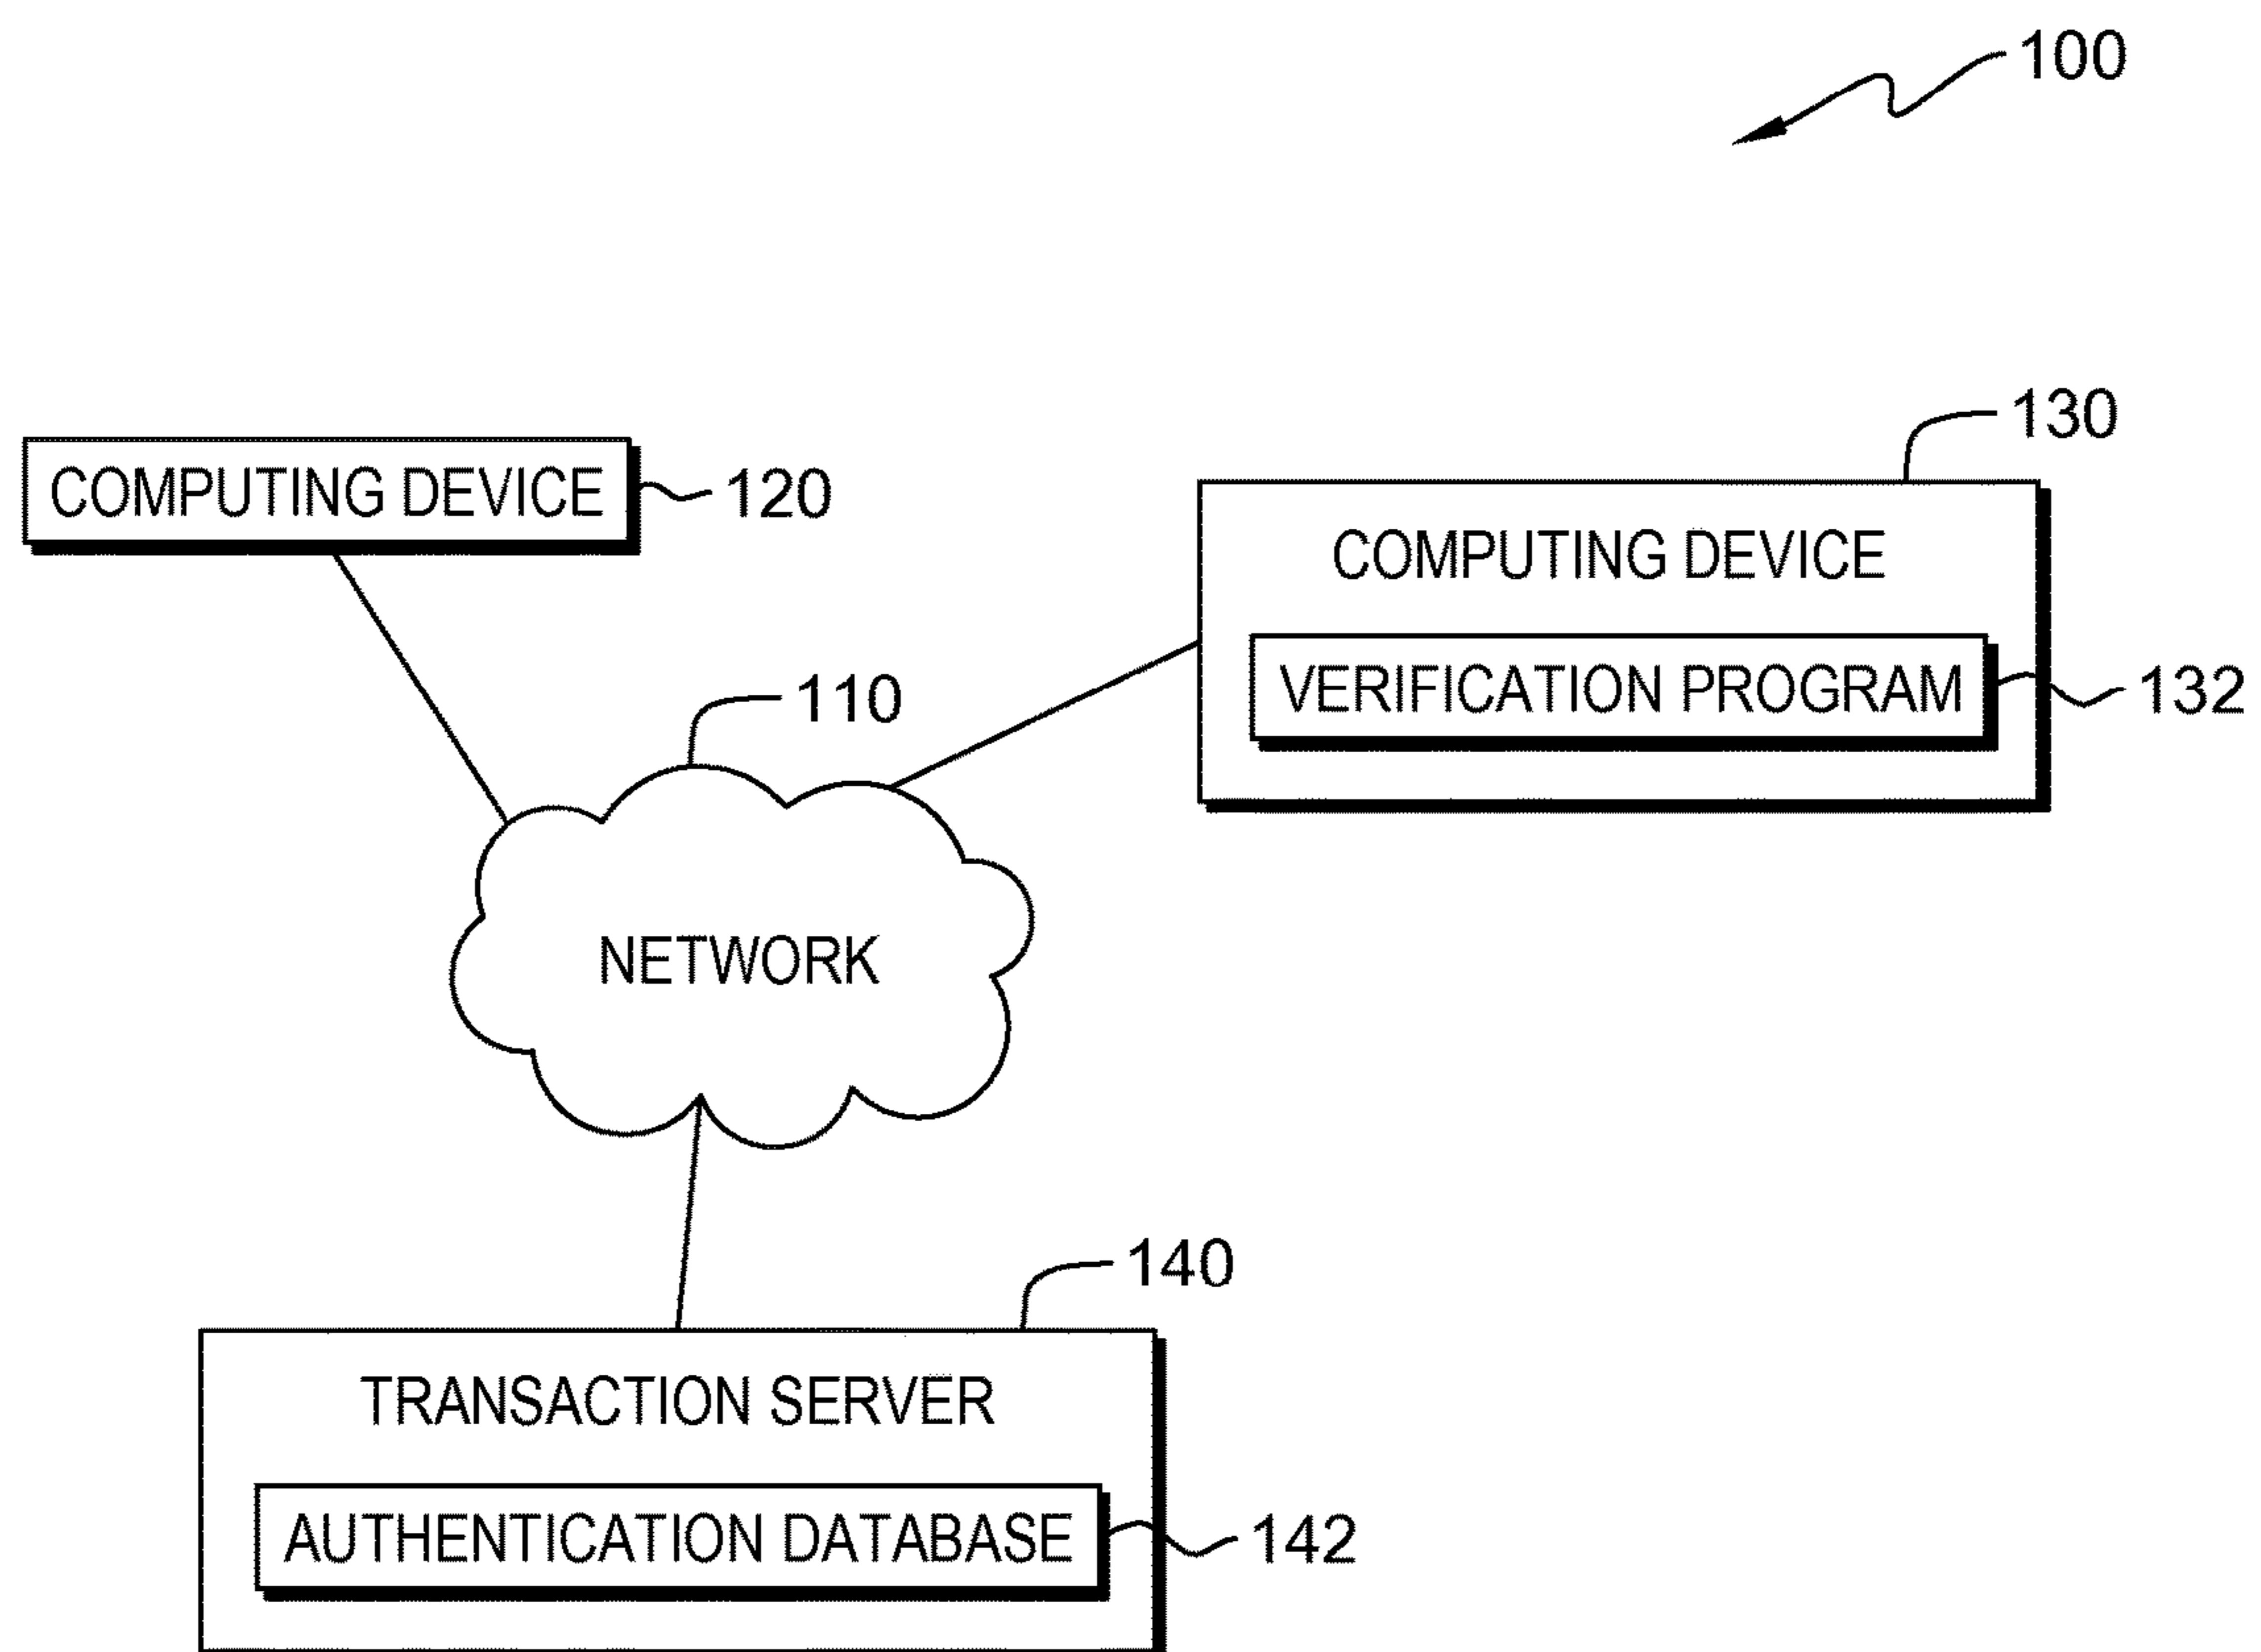 100
130
COMPUTING DEVICE 120
COMPUTING DEVICE
VERIFICATION PROGRAM 132
110
NETWORK
140
TRANSACTION SERVER
AUTHENTICATION DATABASE 142